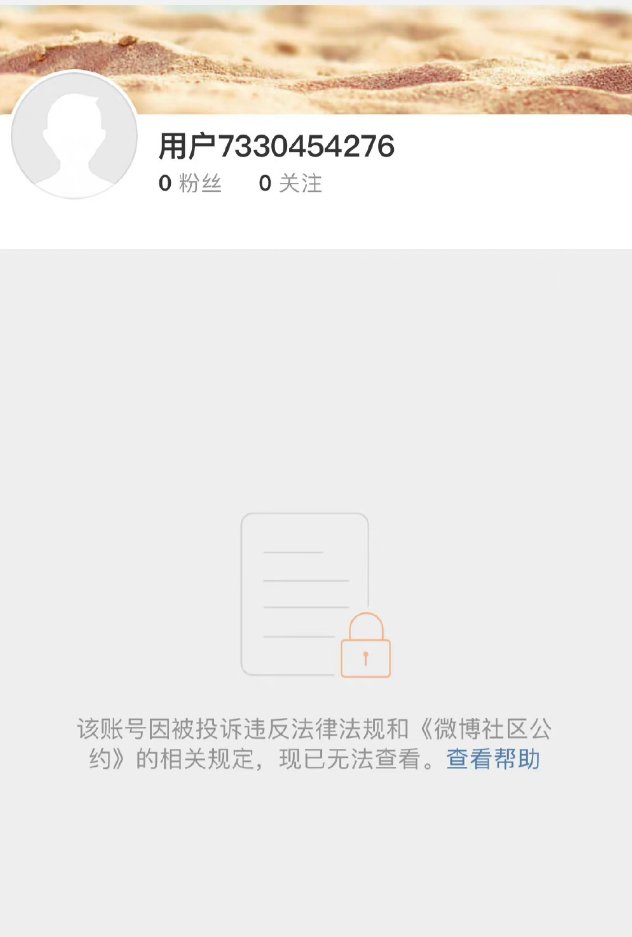 用户7330454276
0 粉丝 0 关注
该账号因被投诉违反法律法规和《微博社区公
约》的相关规定，现已无法查看。查看帮助